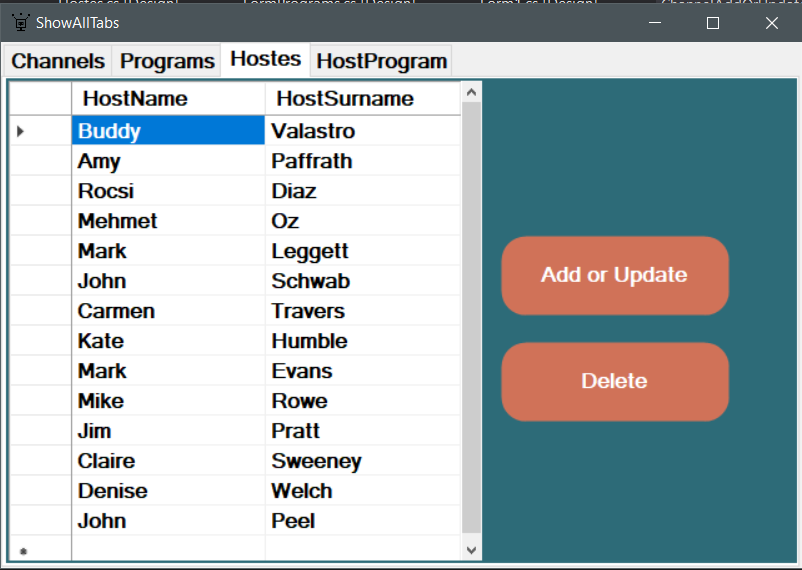 ShowAllTabs
Channels Programs Hostes HostProgram
HostName HostSurname
Buddy Valastro
Amy Paffrath
Rocsi Diaz
Mehmet Oz
Mark Leggett
John Schwab
Carmen Travers
Kate Humble
Mark Evans
Mike Rowe
Jim Pratt
Claire Sweeney
Denise Welch
John Peel
Add or Update
Delete